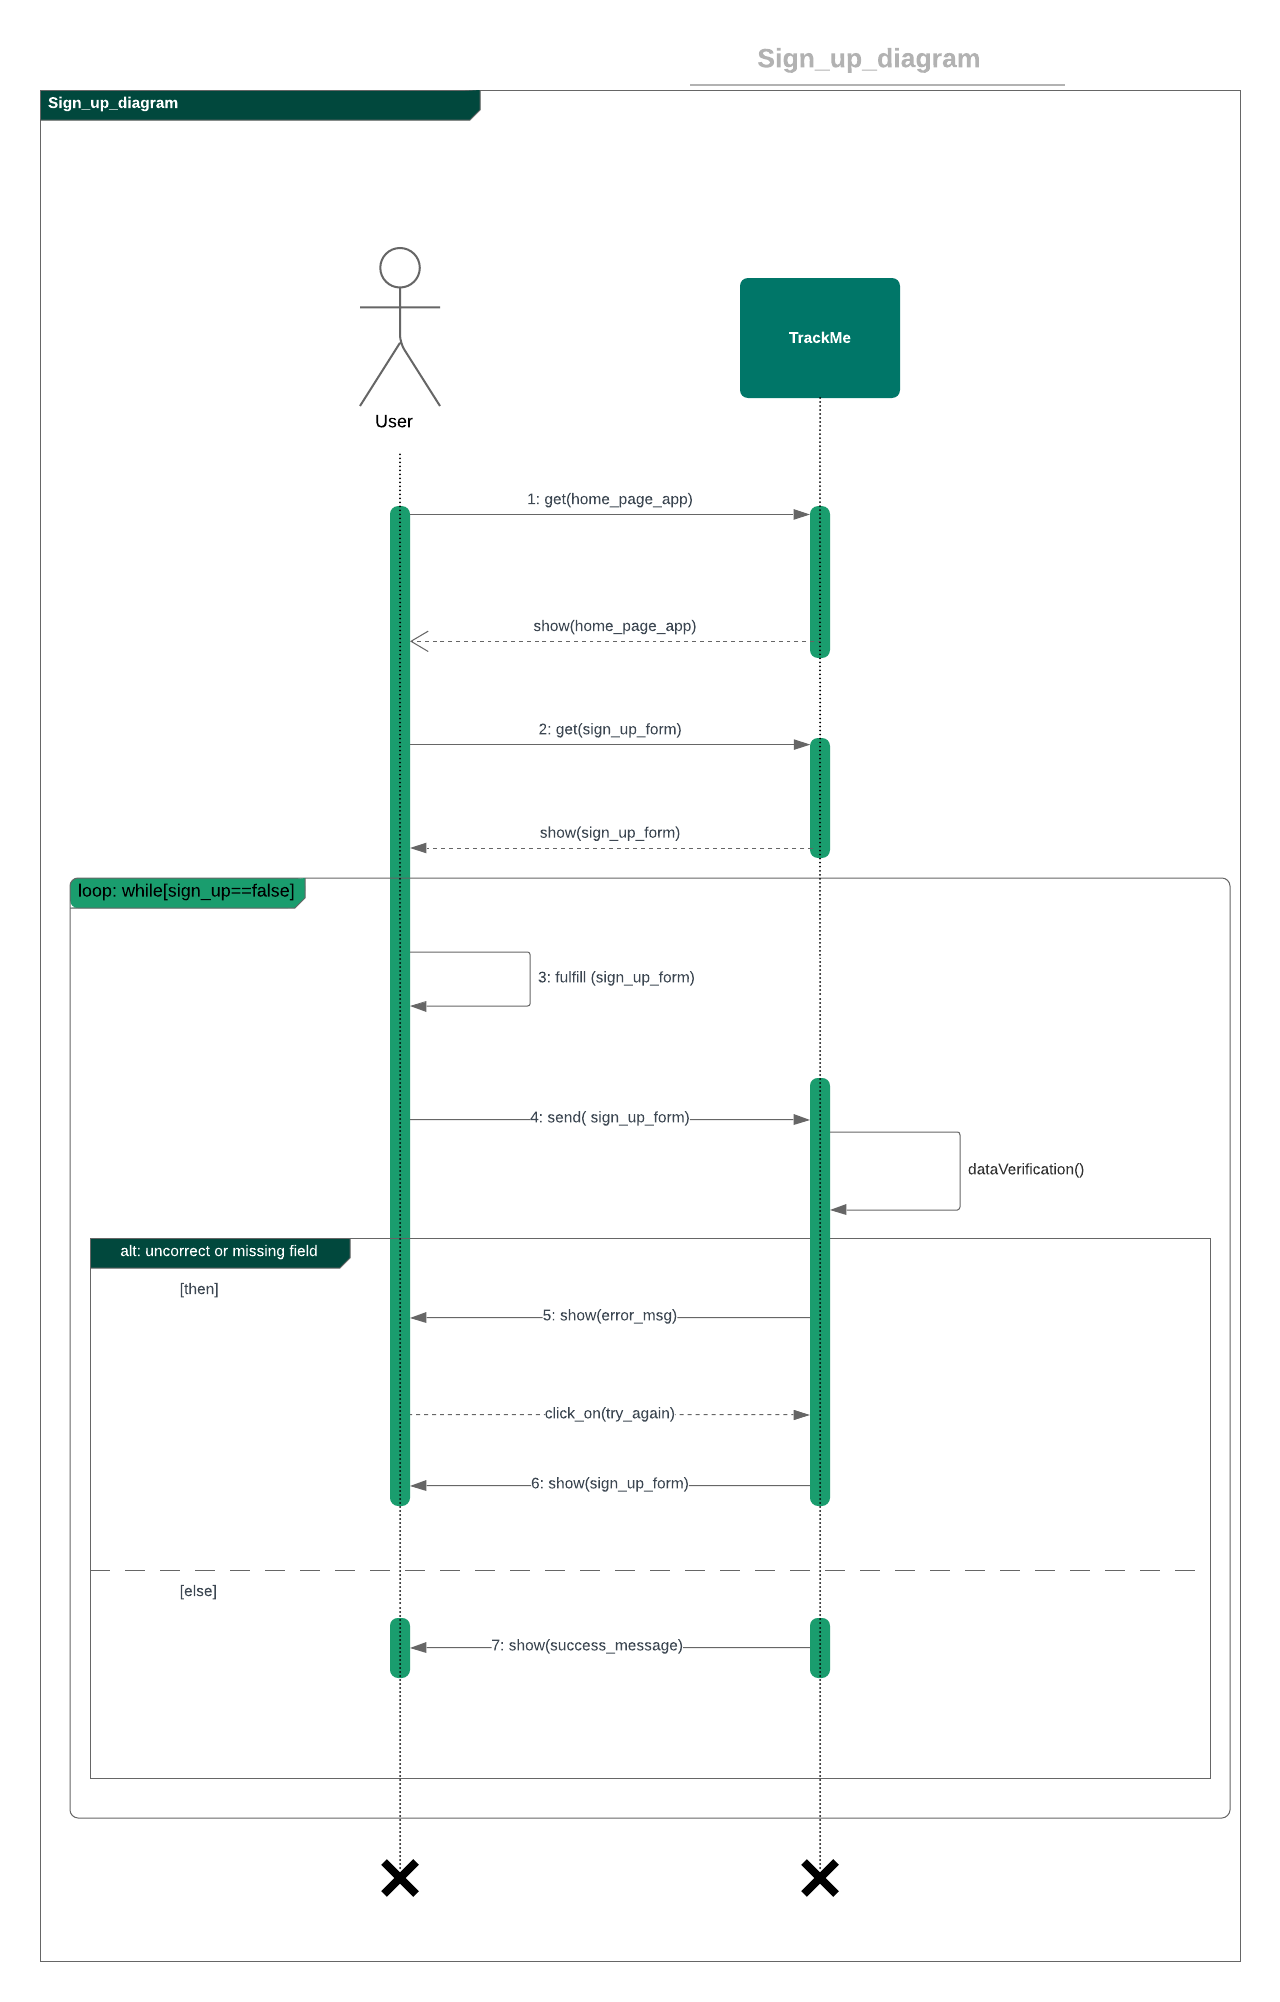 Sign_up_diagram
Sign_up_diagram
User
TrackMe
1: get(home_page_app)
show(home_page_app)
2: get(sign_up_form)
show(sign_up_form)
loop: while[sign_up==false]
3: fulfill (sign_up_form)
4: send( sign_up_form)
dataVerification()
alt: uncorrect or missing field
[then]
5: show(error_msg)
click_on(try_again)
6: show(sign_up_form)
[else]
7: show(success_message)